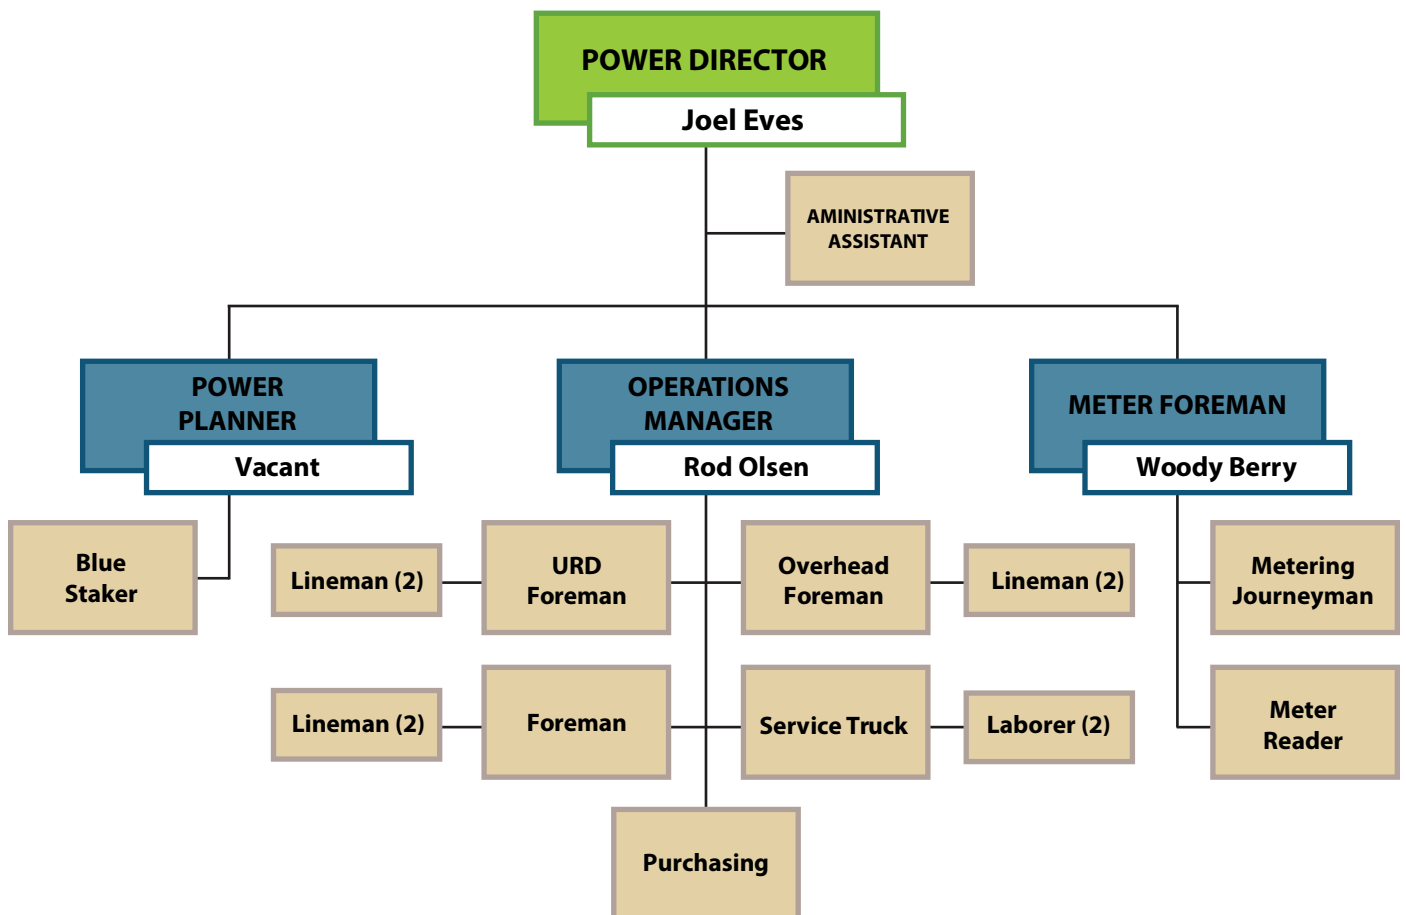 POWER DIRECTOR
Joel Eves
AMINISTRATIVE
ASSISTANT
POWER
PLANNER
Vacant
OPERATIONS
MANAGER
Rod Olsen
METER FOREMAN
Woody Berry
Blue
Staker
Lineman (2)
URD
Foreman
Overhead
Foreman
Lineman (2)
Metering
Journeyman
Lineman (2)
Foreman
Service Truck
Laborer (2)
Meter
Reader
Purchasing